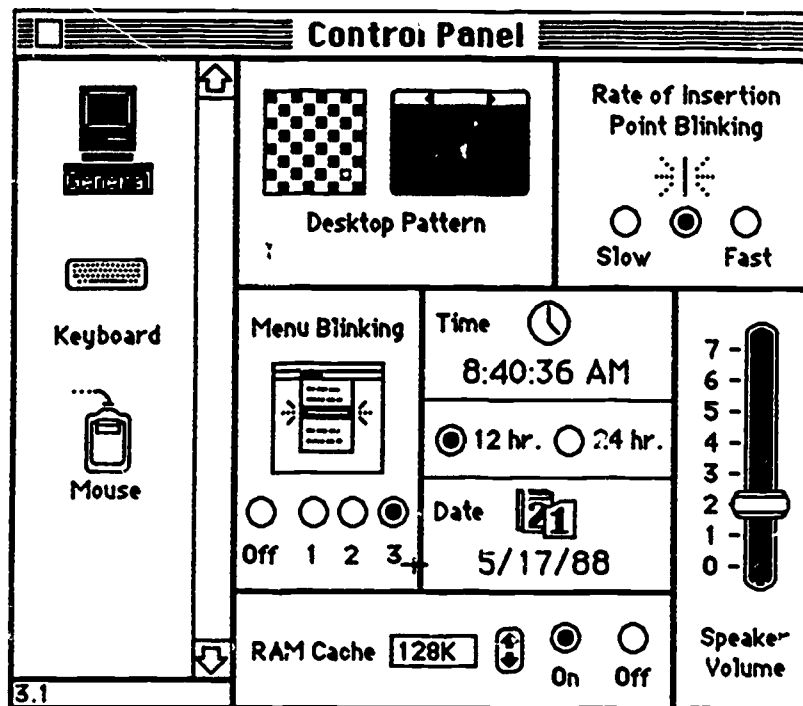 Control Panel
General
Keyboard
Mouse
3.1
Desktop Pattern
Rate of Insertion
Point Blinking
Slow
Fast
Menu Blinking
Off 1 2 3
Time
8:40:36 AM
12 hr. 24 hr.
Date
21
5/17/88
7
6
5
4
3
2
1
0
Speaker
Volume
RAM Cache 128K
On Off